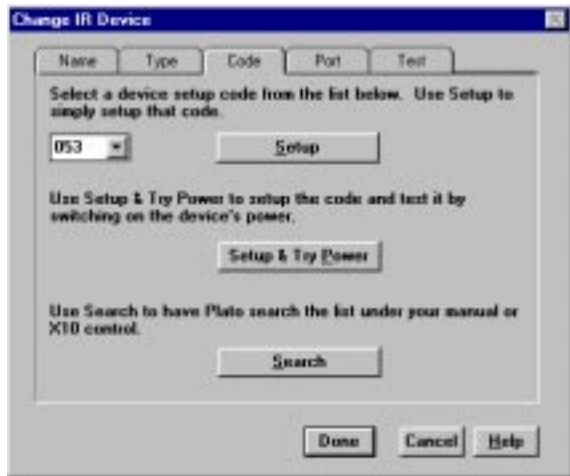 Change IR Device
Name Type Code Port Test
Select a device setup code from the list below. Use Setup to
simply setup that code.
053 Setup
Use Setup & Try Power to setup the code and test it by
switching on the device's power.
Setup & Try Power
Use Search to have Plato search the list under your manual or
X10 control.
Search
Done Cancel Help